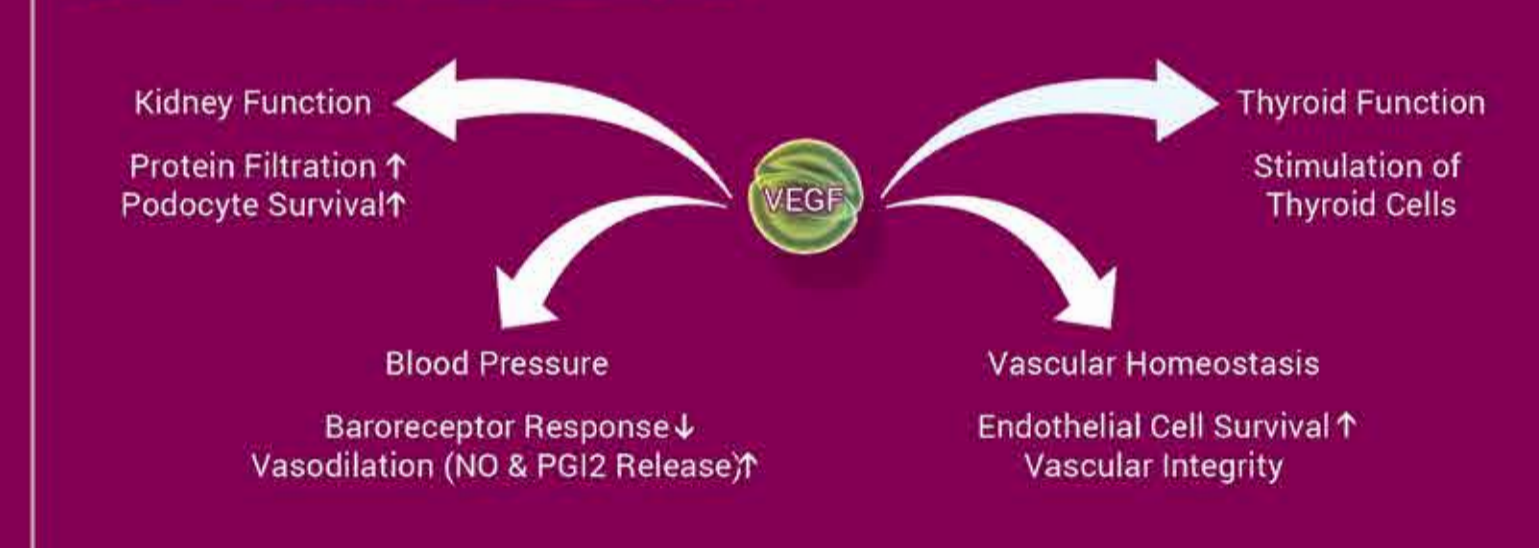 Kidney Function
Protein Filtration ↑
Podocyte Survival↑
VEGF
Thyroid Function
Stimulation of
Thyroid Cells
Blood Pressure
Baroreceptor Response↓
Vasodilation (NO & PGI2 Release)↑
Vascular Homeostasis
Endothelial Cell Survival↑
Vascular Integrity